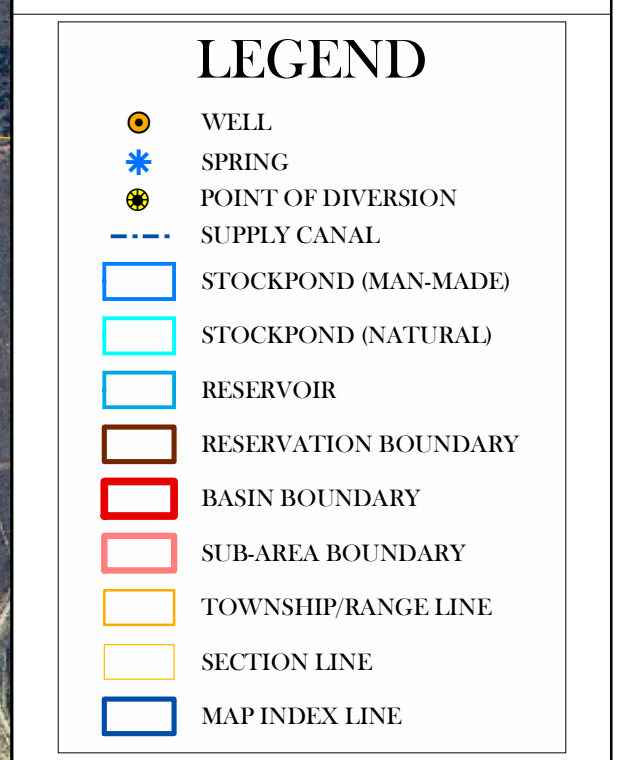 LEGEND
WELL
SPRING
POINT OF DIVERSION
SUPPLY CANAL
STOCKPOND (MAN-MADE)
STOCKPOND (NATURAL)
RESERVOIR
RESERVATION BOUNDARY
BASIN BOUNDARY
SUB-AREA BOUNDARY
TOWNSHIP/RANGE LINE
SECTION LINE
MAP INDEX LINE